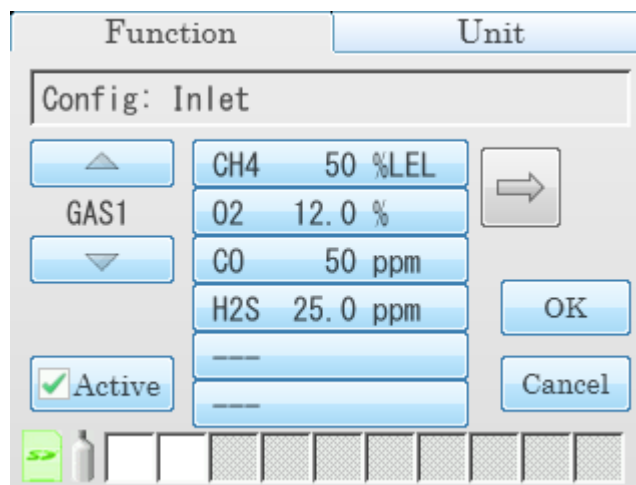 Function
Unit
Config: Inlet
GAS1
CH4 50 %LEL
O2 12.0 %
CO 50 ppm
H2S 25.0 ppm
---
---
Active
OK
Cancel